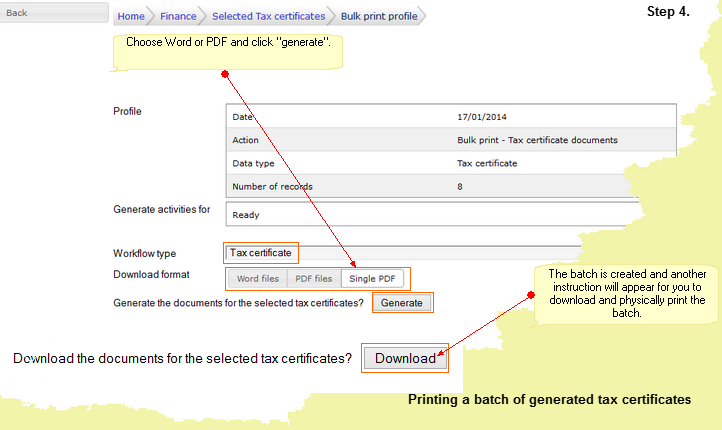 Back
Home Finance Selected Tax certificates Bulk print profile
Step 4.
Choose Word or PDF and click "generate".
Profile
Date 17/01/2014
Action Bulk print - Tax certificate documents
Data type Tax certificate
Number of records 8
Generate activities for Ready
Workflow type Tax certificate
Download format Word files PDF files Single PDF
Generate the documents for the selected tax certificates? Generate
The batch is created and another
instruction will appear for you to
download and physically print the
batch.
Download the documents for the selected tax certificates? Download
Printing a batch of generated tax certificates